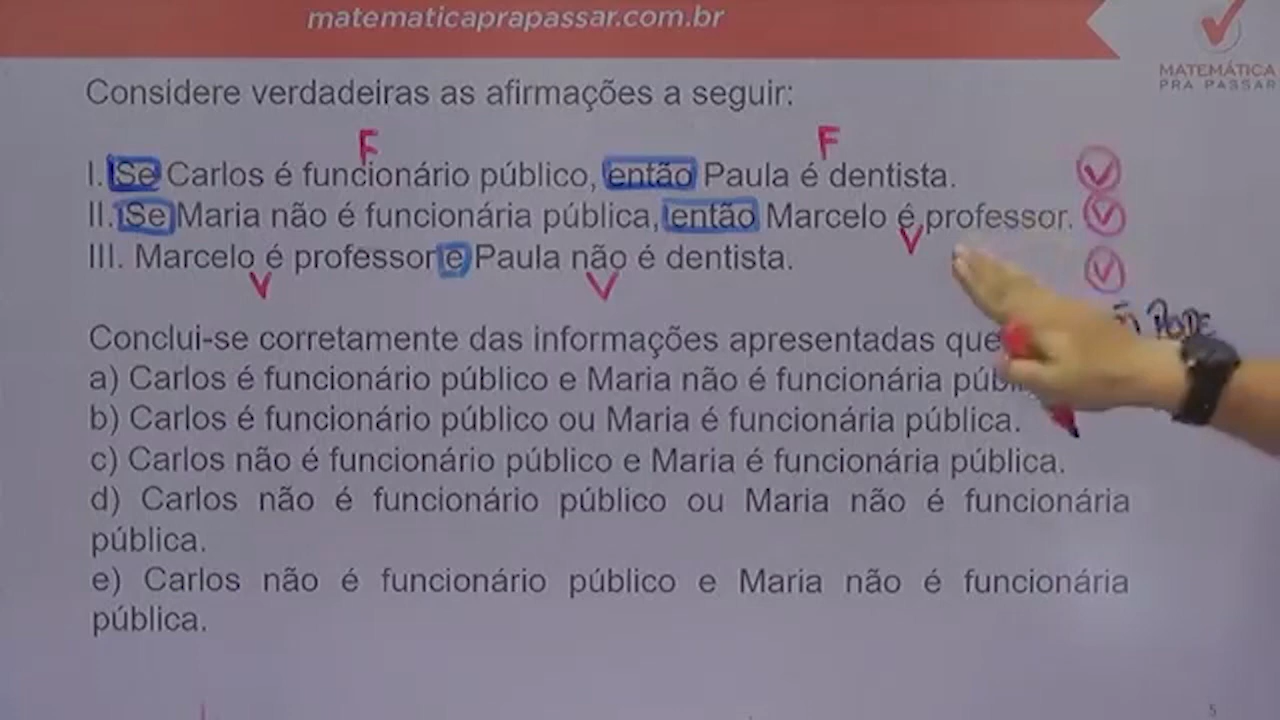 matematicaprapassar.com.br
MATEMÁTICA
PRA PASSAR
Considere verdadeiras as afirmações a seguir:
F F
I. Se Carlos é funcionário público, então Paula é dentista. V
II. Se Maria não é funcionária pública, então Marcelo é professor. V
V
III. Marcelo é professor e Paula não é dentista. V
V V
PODE
Conclui-se corretamente das informações apresentadas que
a) Carlos é funcionário público e Maria não é funcionária
b) Carlos é funcionário público ou Maria é funcionária pública.
c) Carlos não é funcionário público e Maria é funcionária pública.
d) Carlos não é funcionário público ou Maria não é funcionária
pública.
e) Carlos não é funcionário público e Maria não é funcionária
pública.
5